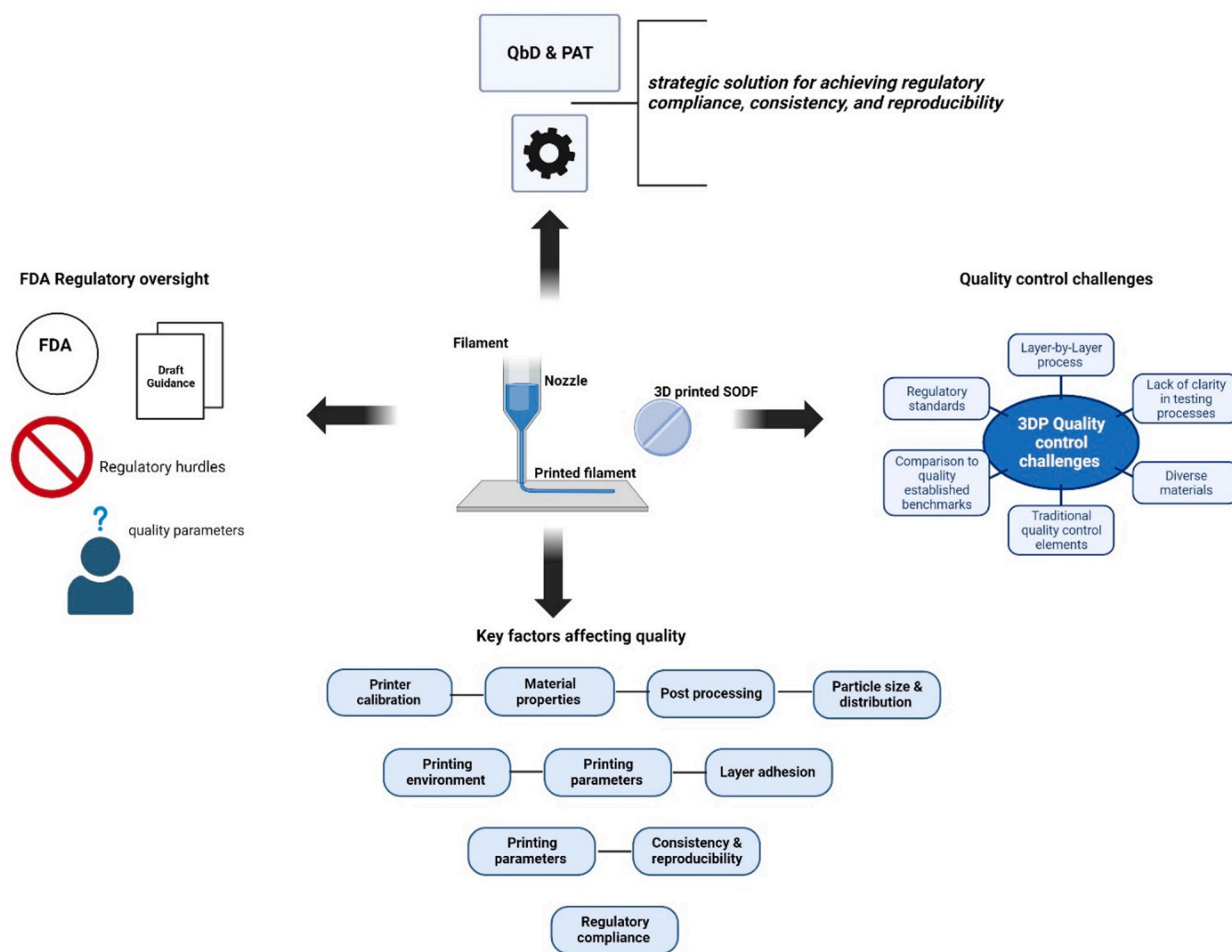 QbD & PAT
strategic solution for achieving regulatory
compliance, consistency, and reproducibility
FDA Regulatory oversight
FDA
Draft
Guidance
Regulatory hurdles
?
quality parameters
Filament
Nozzle
3D printed SODF
Printed filament
Quality control challenges
Layer-by-Layer
process
Regulatory
standards
Lack of clarity
in testing
processes
3DP Quality
control
challenges
Comparison to
quality
established
benchmarks
Diverse
materials
Traditional
quality control
elements
Key factors affecting quality
Printer
calibration
Material
properties
Post processing
Particle size &
distribution
Printing
environment
Printing
parameters
Layer adhesion
Printing
parameters
Consistency &
reproducibility
Regulatory
compliance